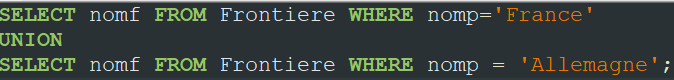 SELECT nomf FROM Frontiere WHERE nomp='France'
UNION
SELECT nomf FROM Frontiere WHERE nomp = 'Allemagne';